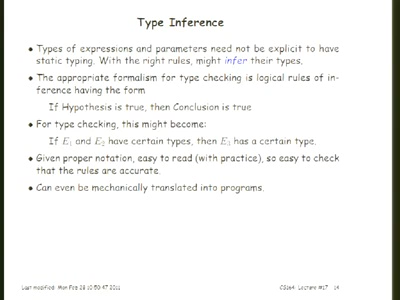 Type Inference
• Types of expressions and parameters need not be explicit to have
static typing. With the right rules, might infer their types.
• The appropriate formalism for type checking is logical rules of in-
ference having the form
If Hypothesis is true, then Conclusion is true
• For type checking, this might become:
If E₁ and E₂ have certain types, then E₃ has a certain type.
• Given proper notation, easy to read (with practice), so easy to check
that the rules are accurate.
• Can even be mechanically translated into programs.
Last modified: Mon Feb 28 10:50:47 2011 CS164: Lecture #17 14